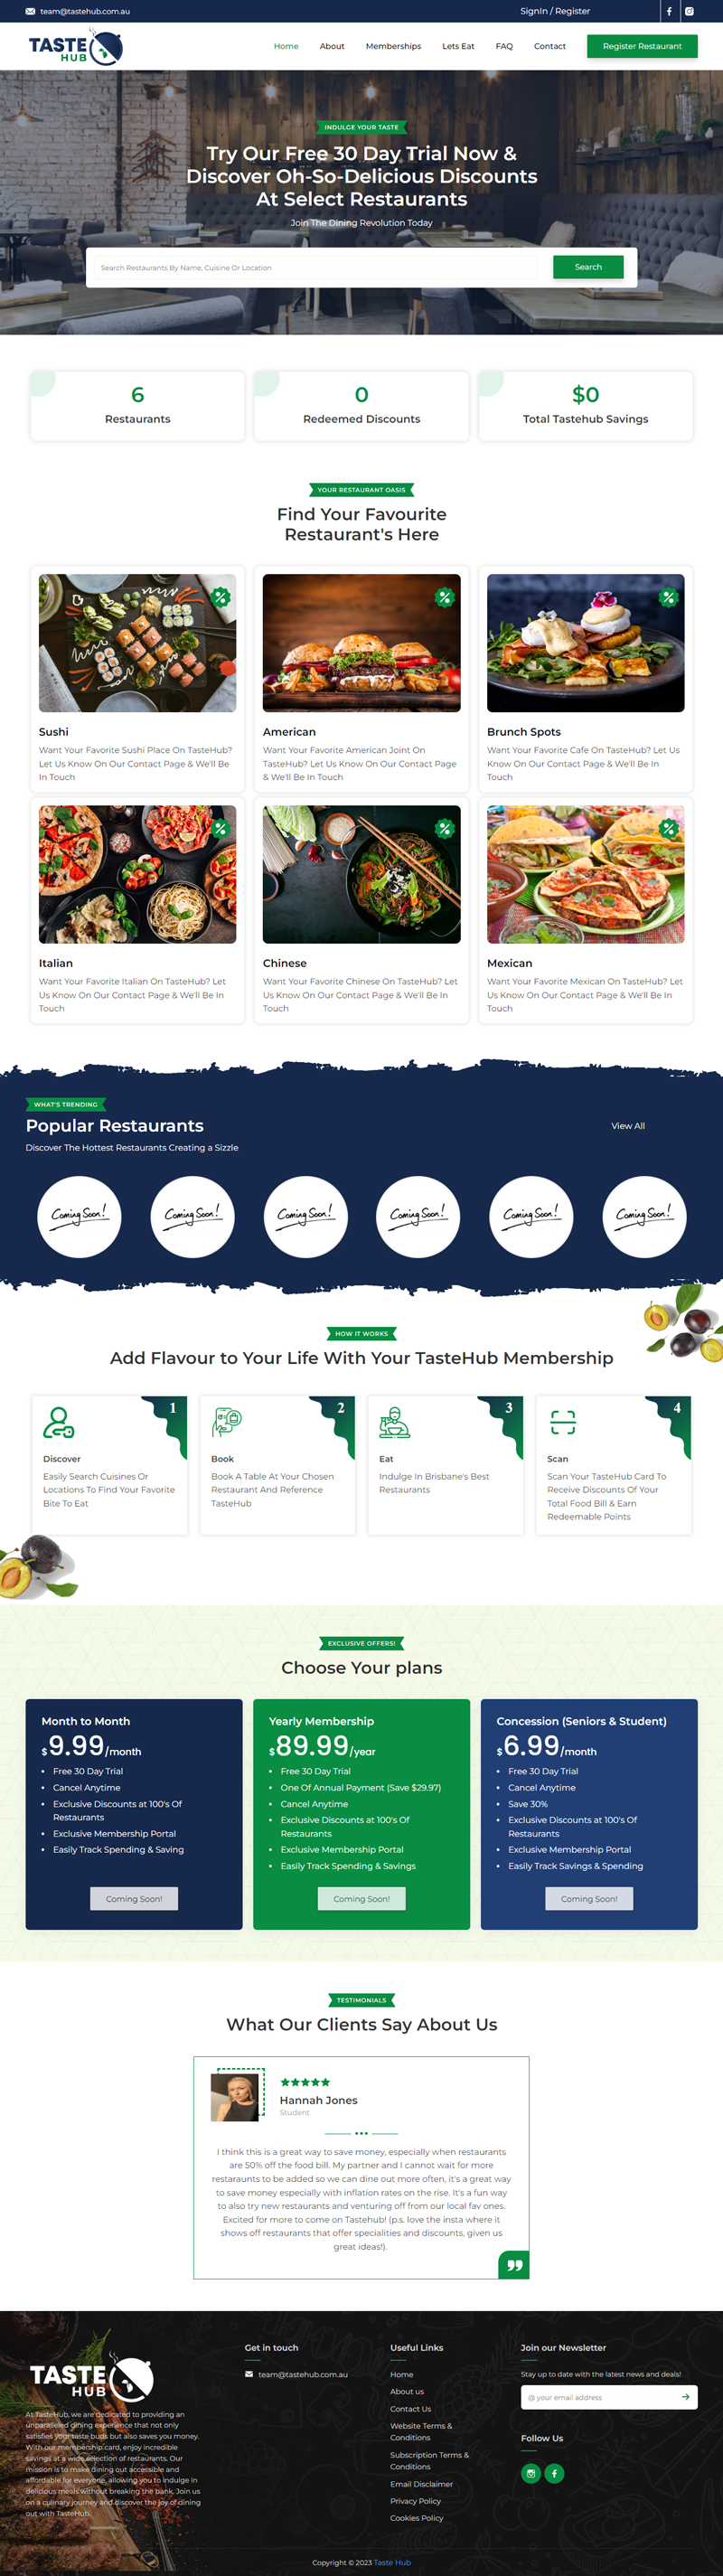 team@tastehub.com.au
SignIn / Register
TASTE
HUB
Home
About
Memberships
Lets Eat
FAQ
Contact
Register Restaurant
INDULGE YOUR TASTE
Try Our Free 30 Day Trial Now &
Discover Oh-So-Delicious Discounts
At Select Restaurants
Join The Dining Revolution Today
Search Restaurants By Name, Cuisine Or Location
Search
6
Restaurants
0
Redeemed Discounts
$0
Total Tastehub Savings
YOUR RESTAURANT OASIS
Find Your Favourite
Restaurant's Here
Sushi
Want Your Favorite Sushi Place On TasteHub?
Let Us Know On Our Contact Page & We'll Be
In Touch
American
Want Your Favorite American Joint On
TasteHub? Let Us Know On Our Contact Page
& We'll Be In Touch
Brunch Spots
Want Your Favorite Cafe On TasteHub? Let Us
Know On Our Contact Page & We'll Be In
Touch
Italian
Want Your Favorite Italian On TasteHub? Let
Us Know On Our Contact Page & We'll Be In
Touch
Chinese
Want Your Favorite Chinese On TasteHub? Let
Us Know On Our Contact Page & We'll Be In
Touch
Mexican
Want Your Favorite Mexican On TasteHub? Let
Us Know On Our Contact Page & We'll Be In
Touch
WHAT'S TRENDING
Popular Restaurants
Discover The Hottest Restaurants Creating a Sizzle
View All
Coming Soon!
Coming Soon!
Coming Soon!
Coming Soon!
Coming Soon!
Coming Soon!
HOW IT WORKS
Add Flavour to Your Life With Your TasteHub Membership
1
Discover
Easily Search Cuisines Or
Locations To Find Your Favorite
Bite To Eat
2
Book
Book A Table At Your Chosen
Restaurant And Reference
TasteHub
3
Eat
Indulge In Brisbane's Best
Restaurants
4
Scan
Scan Your TasteHub Card To
Receive Discounts Of Your
Total Food Bill & Earn
Redeemable Points
EXCLUSIVE OFFERS!
Choose Your plans
Month to Month
$9.99/month
• Free 30 Day Trial
• Cancel Anytime
• Exclusive Discounts at 100's Of
Restaurants
• Exclusive Membership Portal
• Easily Track Spending & Saving
Coming Soon!
Yearly Membership
$89.99/year
• Free 30 Day Trial
• One Of Annual Payment (Save $29.97)
• Cancel Anytime
• Exclusive Discounts at 100's Of
Restaurants
• Exclusive Membership Portal
• Easily Track Spending & Savings
Coming Soon!
Concession (Seniors & Student)
$6.99/month
• Free 30 Day Trial
• Cancel Anytime
• Save 30%
• Exclusive Discounts at 100's Of
Restaurants
• Exclusive Membership Portal
• Easily Track Savings & Spending
Coming Soon!
TESTIMONIALS
What Our Clients Say About Us
Hannah Jones
Student
I think this is a great way to save money, especially when restaurants
are 50% off the food bill. My partner and I cannot wait for more
restaraunts to be added so we can dine out more often, it's a great way
to save money especially with inflation rates on the rise. It's a fun way
to also try new restaurants and venturing off from our local fav ones.
Excited for more to come on Tastehub! (p.s. love the insta where it
shows off restaurants that offer specialities and discounts, given us
great ideas!).
TASTE
HUB
At TasteHub, we are dedicated to providing an
unparalleled dining experience that not only
satisfies your taste buds but also saves you money.
With our membership card, enjoy incredible
savings at a wide selection of restaurants. Our
mission is to make dining out accessible and
affordable for everyone, allowing you to indulge in
delicious meals without breaking the bank. Join us
on a culinary journey and discover the joy of dining
out with TasteHub.
Get in touch
team@tastehub.com.au
Useful Links
Home
About us
Contact Us
Website Terms &
Conditions
Subscription Terms &
Conditions
Email Disclaimer
Privacy Policy
Cookies Policy
Join our Newsletter
Stay up to date with the latest news and deals!
@ your email address
Follow Us
Copyright © 2023 Taste Hub